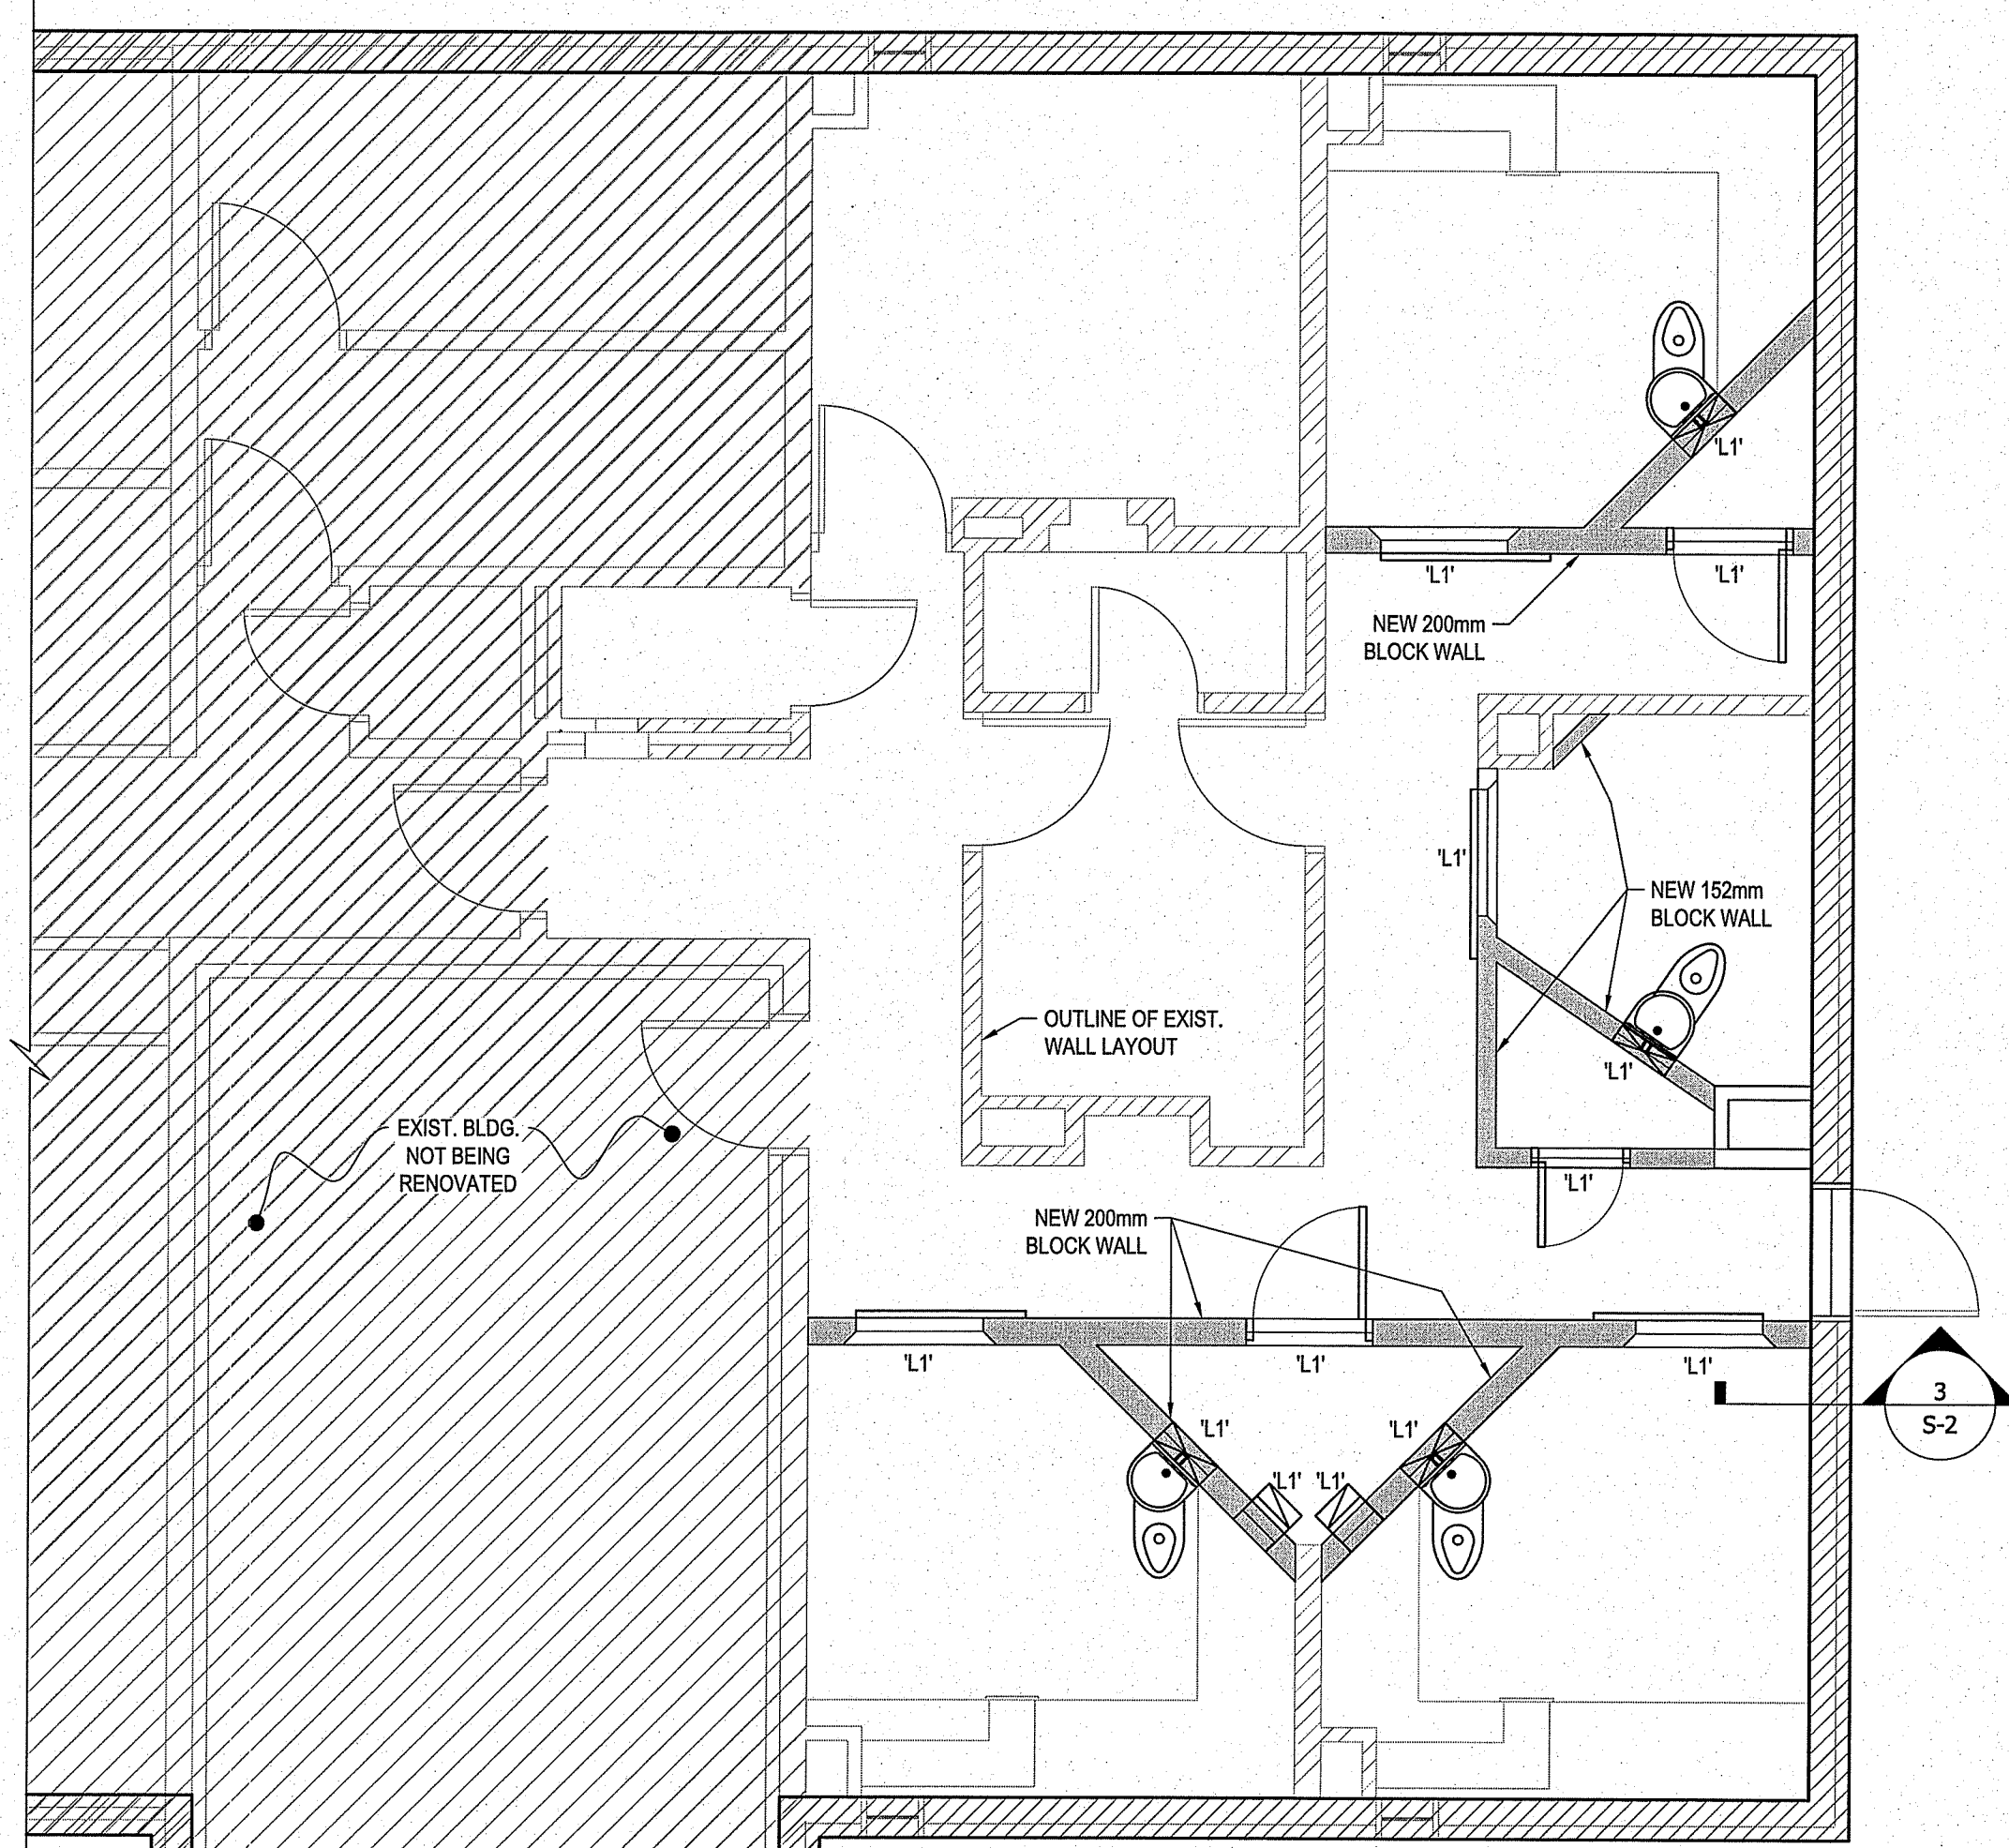 'L1'
'L1'
'L1'
NEW 200mm
BLOCK WALL
'L1'
NEW 152mm
BLOCK WALL
OUTLINE OF EXIST.
WALL LAYOUT
'L1'
EXIST. BLDG.
NOT BEING
RENOVATED
'L1'
NEW 200mm
BLOCK WALL
'L1'
'L1'
'L1'
3
S-2
'L1'
'L1'
'L1'
'L1'